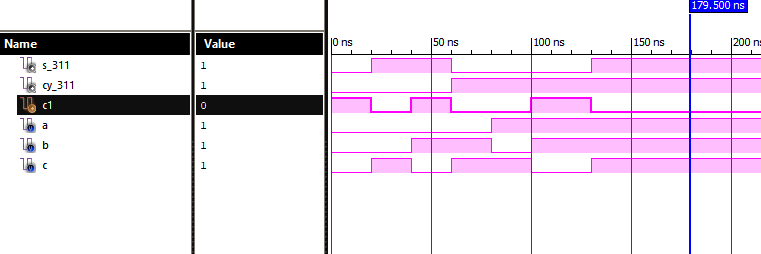 179.500 ns
Name Value 0 ns 50 ns 100 ns 150 ns 200 ns
s_311 1
cy_311 1
c1 0
a 1
b 1
c 1